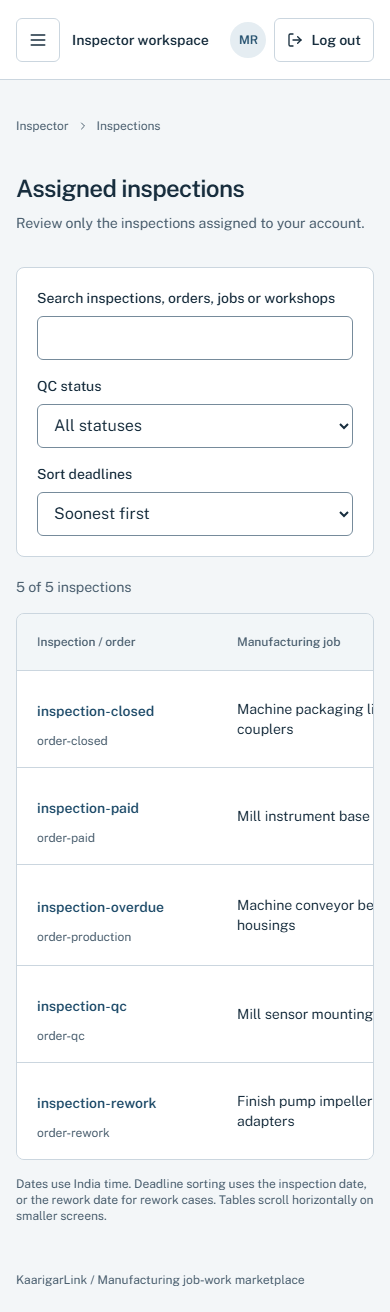 Inspector workspace
MR
Log out
Inspector > Inspections
Assigned inspections
Review only the inspections assigned to your account.
Search inspections, orders, jobs or workshops
QC status
All statuses
Sort deadlines
Soonest first
5 of 5 inspections
Inspection / order
Manufacturing job
inspection-closed
order-closed
Machine packaging
couplers
inspection-paid
order-paid
Mill instrument base
inspection-overdue
order-production
Machine conveyor
housings
inspection-qc
order-qc
Mill sensor mounting
inspection-rework
order-rework
Finish pump impeller
adapters
Dates use India time. Deadline sorting uses the inspection date,
or the rework date for rework cases. Tables scroll horizontally on
smaller screens.
KaarigarLink / Manufacturing job-work marketplace